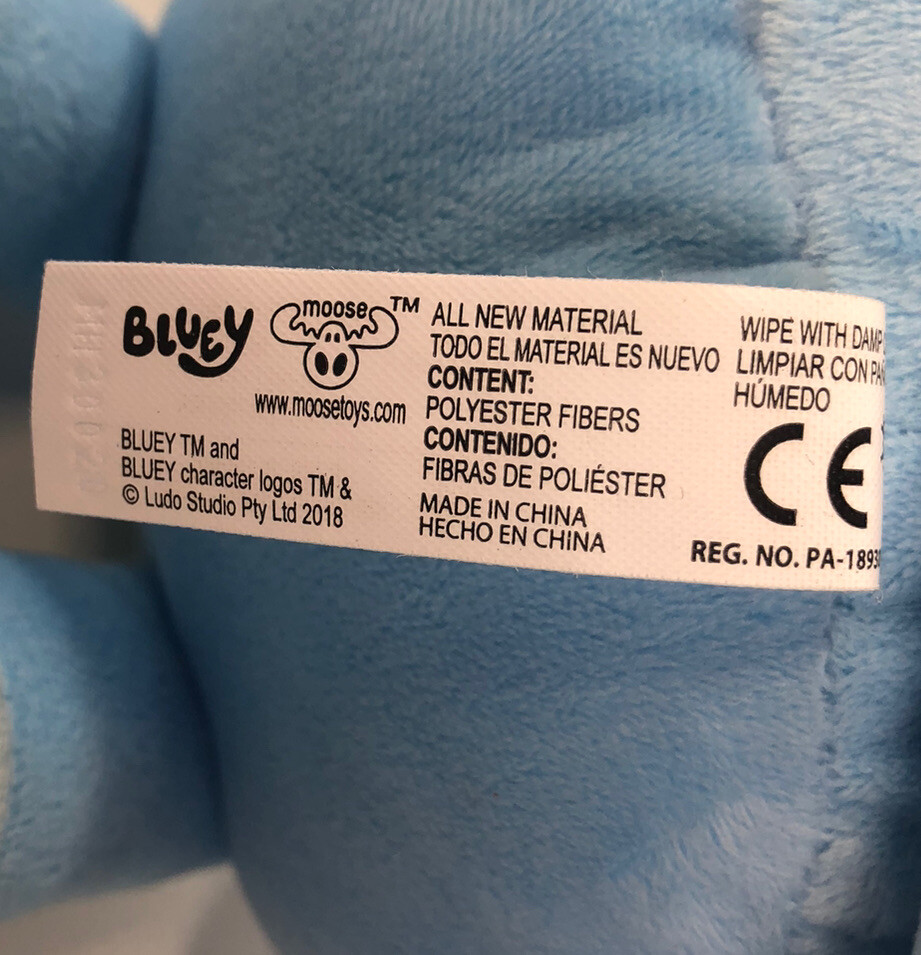 BLUEY
moose TM
www.moosetoys.com
BLUEY TM and
BLUEY character logos TM &
© Ludo Studio Pty Ltd 2018
ALL NEW MATERIAL
TODO EL MATERIAL ES NUEVO
CONTENT:
POLYESTER FIBERS
CONTENIDO:
FIBRAS DE POLIÉSTER
MADE IN CHINA
HECHO EN CHINA
WIPE WITH DAMP
LIMPIAR CON
HÚMEDO
CE
REG. NO.